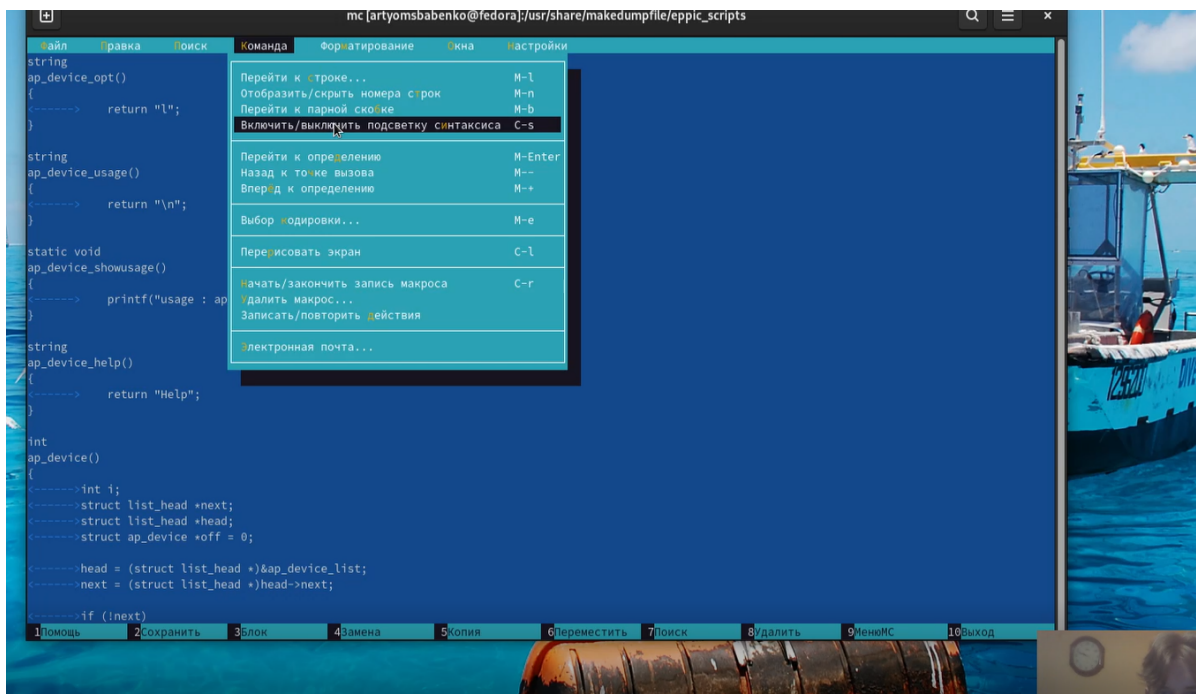 mc [artyomsbabenko@fedora]:/usr/share/makedumpfile/eppic_scripts
Файл Правка Поиск Команда Форматирование Окна Настройки
string
ap_device_opt()
{
<------> return "l";
}
string
ap_device_usage()
{
<------> return "\n";
}
static void
ap_device_showusage()
{
<------> printf("usage : ap
}
string
ap_device_help()
{
<------> return "Help";
}
int
ap_device()
{
<------>int i;
<------>struct list_head *next;
<------>struct list_head *head;
<------>struct ap_device *off = 0;
<------>head = (struct list_head *)&ap_device_list;
<------>next = (struct list_head *)head->next;
<------>if (!next)
Перейти к строке... M-l
Отобразить/скрыть номера строк M-n
Перейти к парной скобке M-b
Включить/выключить подсветку синтаксиса C-s
Перейти к определению M-Enter
Назад к точке вызова M--
Вперёд к определению M-+
Выбор кодировки... M-e
Перерисовать экран C-l
Начать/закончить запись макроса C-r
Удалить макрос...
Записать/повторить действия
Электронная почта...
1Помощь 2Сохранить 3Блок 4Замена 5Копия 6Переместить 7Поиск 8Удалить 9МенюMC 10Выход